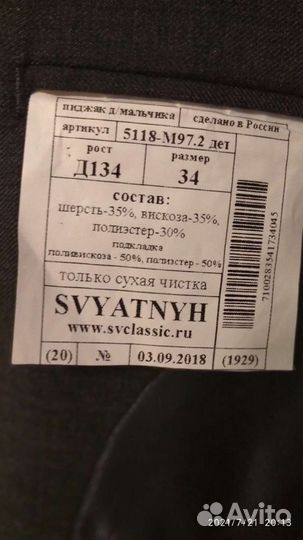 пиджак д/мальчика сделано в России
артикул 5118-М97.2 дет
рост размер
Д134 34
состав:
шерсть-35%, вискоза-35%,
полиэстер-30%
подкладка
поливискоза - 50%, полиэстер - 50%
только сухая чистка
SVYATNYH
www.svclassic.ru
(20) № 03.09.2018 (1929)
7100283541734045
2021/7/21 20:13
Avito